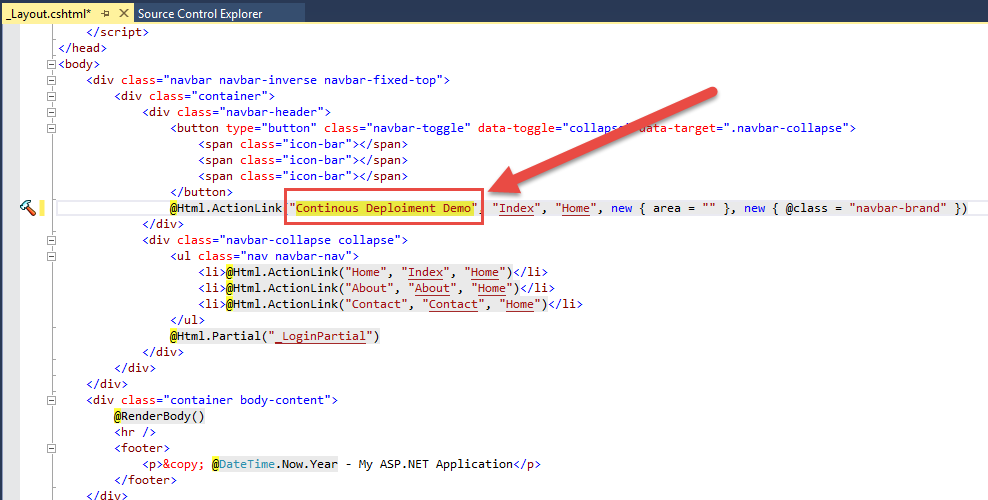 _Layout.cshtml* Source Control Explorer
</script>
</head>
<body>
<div class="navbar navbar-inverse navbar-fixed-top">
<div class="container">
<div class="navbar-header">
<button type="button" class="navbar-toggle" data-toggle="collapse" data-target=".navbar-collapse">
<span class="icon-bar"></span>
<span class="icon-bar"></span>
<span class="icon-bar"></span>
</button>
@Html.ActionLink("Continous Deploiment Demo", "Index", "Home", new { area = "" }, new { @class = "navbar-brand" })
</div>
<div class="navbar-collapse collapse">
<ul class="nav navbar-nav">
<li>@Html.ActionLink("Home", "Index", "Home")</li>
<li>@Html.ActionLink("About", "About", "Home")</li>
<li>@Html.ActionLink("Contact", "Contact", "Home")</li>
</ul>
@Html.Partial("_LoginPartial")
</div>
</div>
</div>
<div class="container body-content">
@RenderBody()
<hr />
<footer>
<p>&copy; @DateTime.Now.Year - My ASP.NET Application</p>
</footer>
</div>